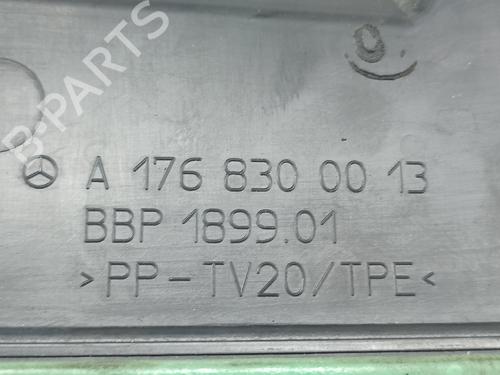 B-PARTS
A 176 830 00 13
BBP 1899.01
>PP-TV20/TPE<